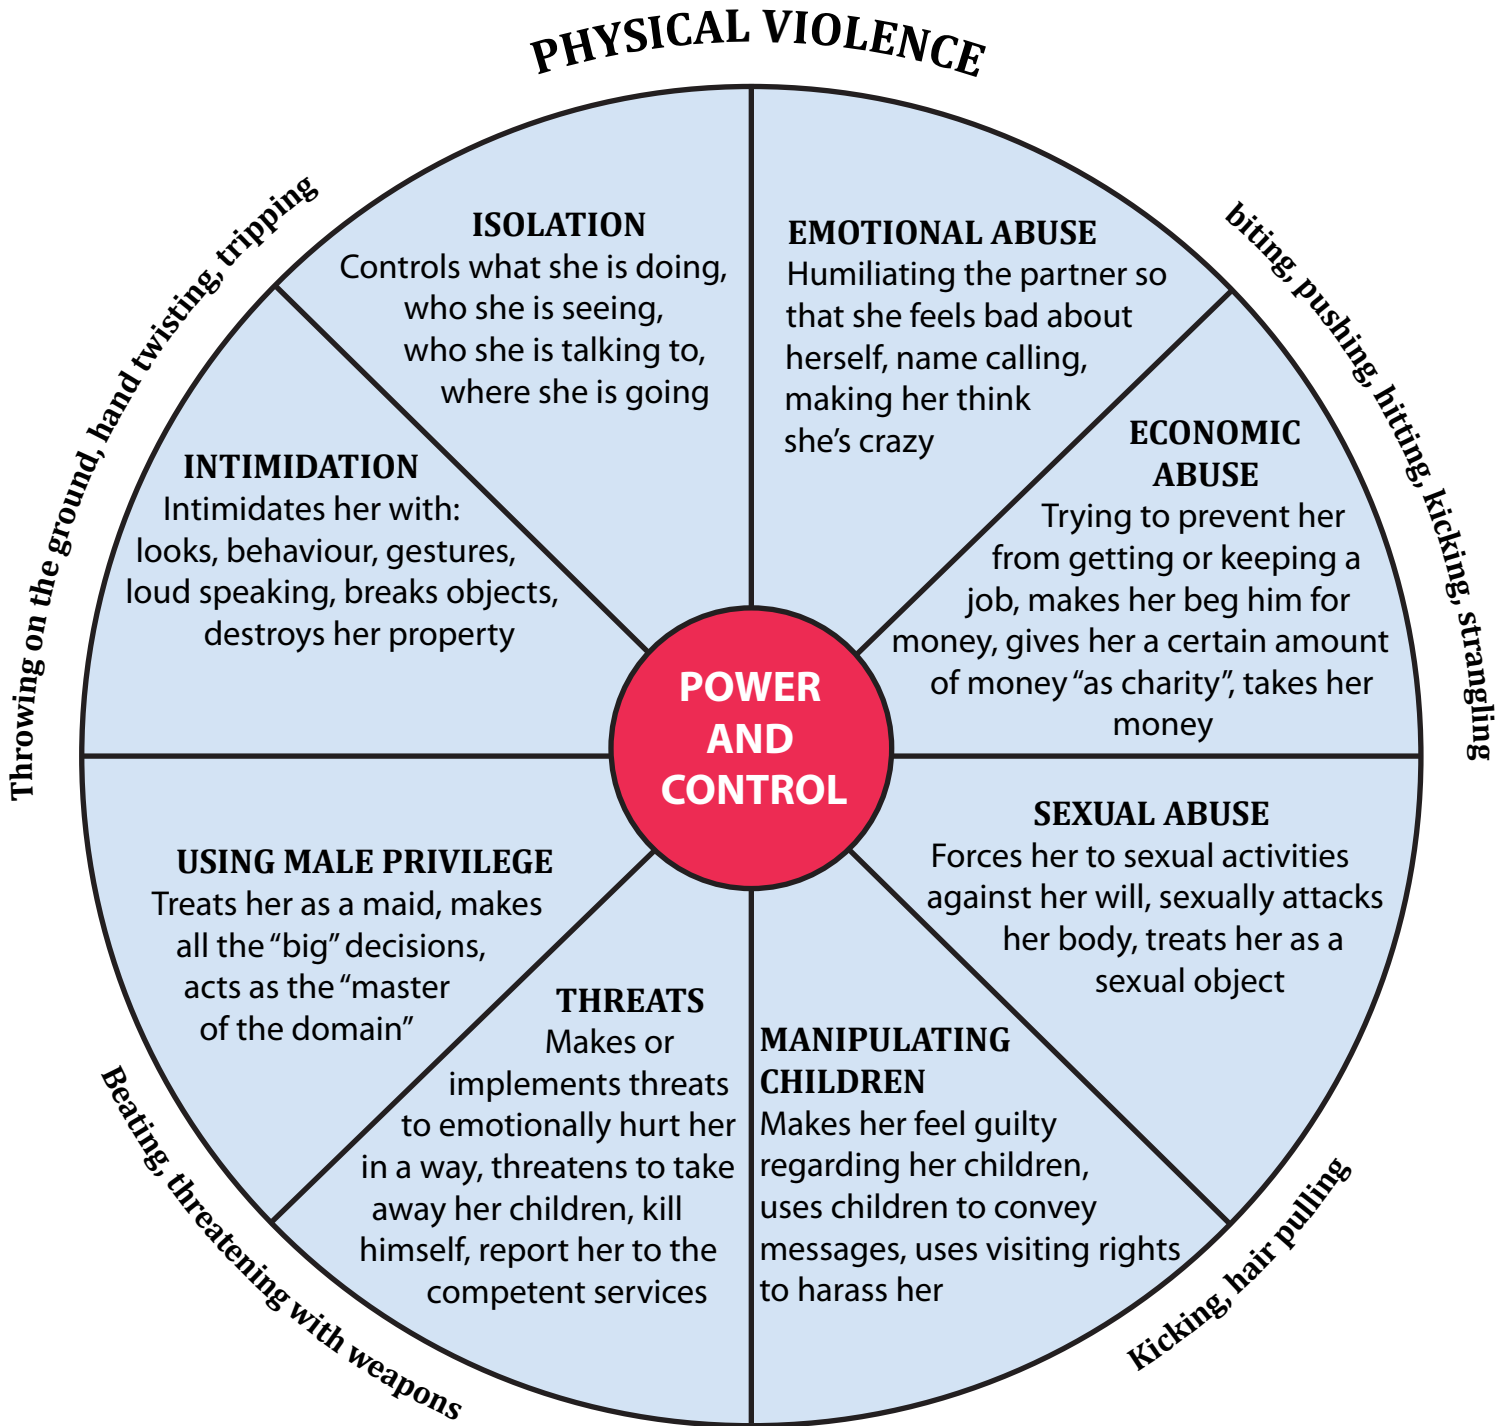 PHYSICAL VIOLENCE
Throwing on the ground, hand twisting, tripping
biting, pushing, hitting, kicking, strangling
ISOLATION
Controls what she is doing,
who she is seeing,
who she is talking to,
where she is going
EMOTIONAL ABUSE
Humiliating the partner so
that she feels bad about
herself, name calling,
making her think
she’s crazy
INTIMIDATION
Intimidates her with:
looks, behaviour, gestures,
loud speaking, breaks objects,
destroys her property
ECONOMIC
ABUSE
Trying to prevent her
from getting or keeping a
job, makes her beg him for
money, gives her a certain amount
of money “as charity”, takes her
money
POWER
AND
CONTROL
USING MALE PRIVILEGE
Treats her as a maid, makes
all the “big” decisions,
acts as the “master
of the domain”
SEXUAL ABUSE
Forces her to sexual activities
against her will, sexually attacks
her body, treats her as a
sexual object
THREATS
Makes or
implements threats
to emotionally hurt her
in a way, threatens to take
away her children, kill
himself, report her to the
competent services
MANIPULATING
CHILDREN
Makes her feel guilty
regarding her children,
uses children to convey
messages, uses visiting rights
to harass her
Beating, threatening with weapons
Kicking, hair pulling